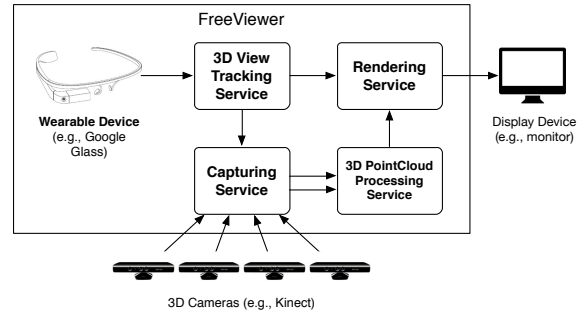 FreeViewer
3D View
Tracking
Service
Rendering
Service
Wearable Device
(e.g., Google
Glass)
Display Device
(e.g., monitor)
Capturing
Service
3D PointCloud
Processing
Service
3D Cameras (e.g., Kinect)